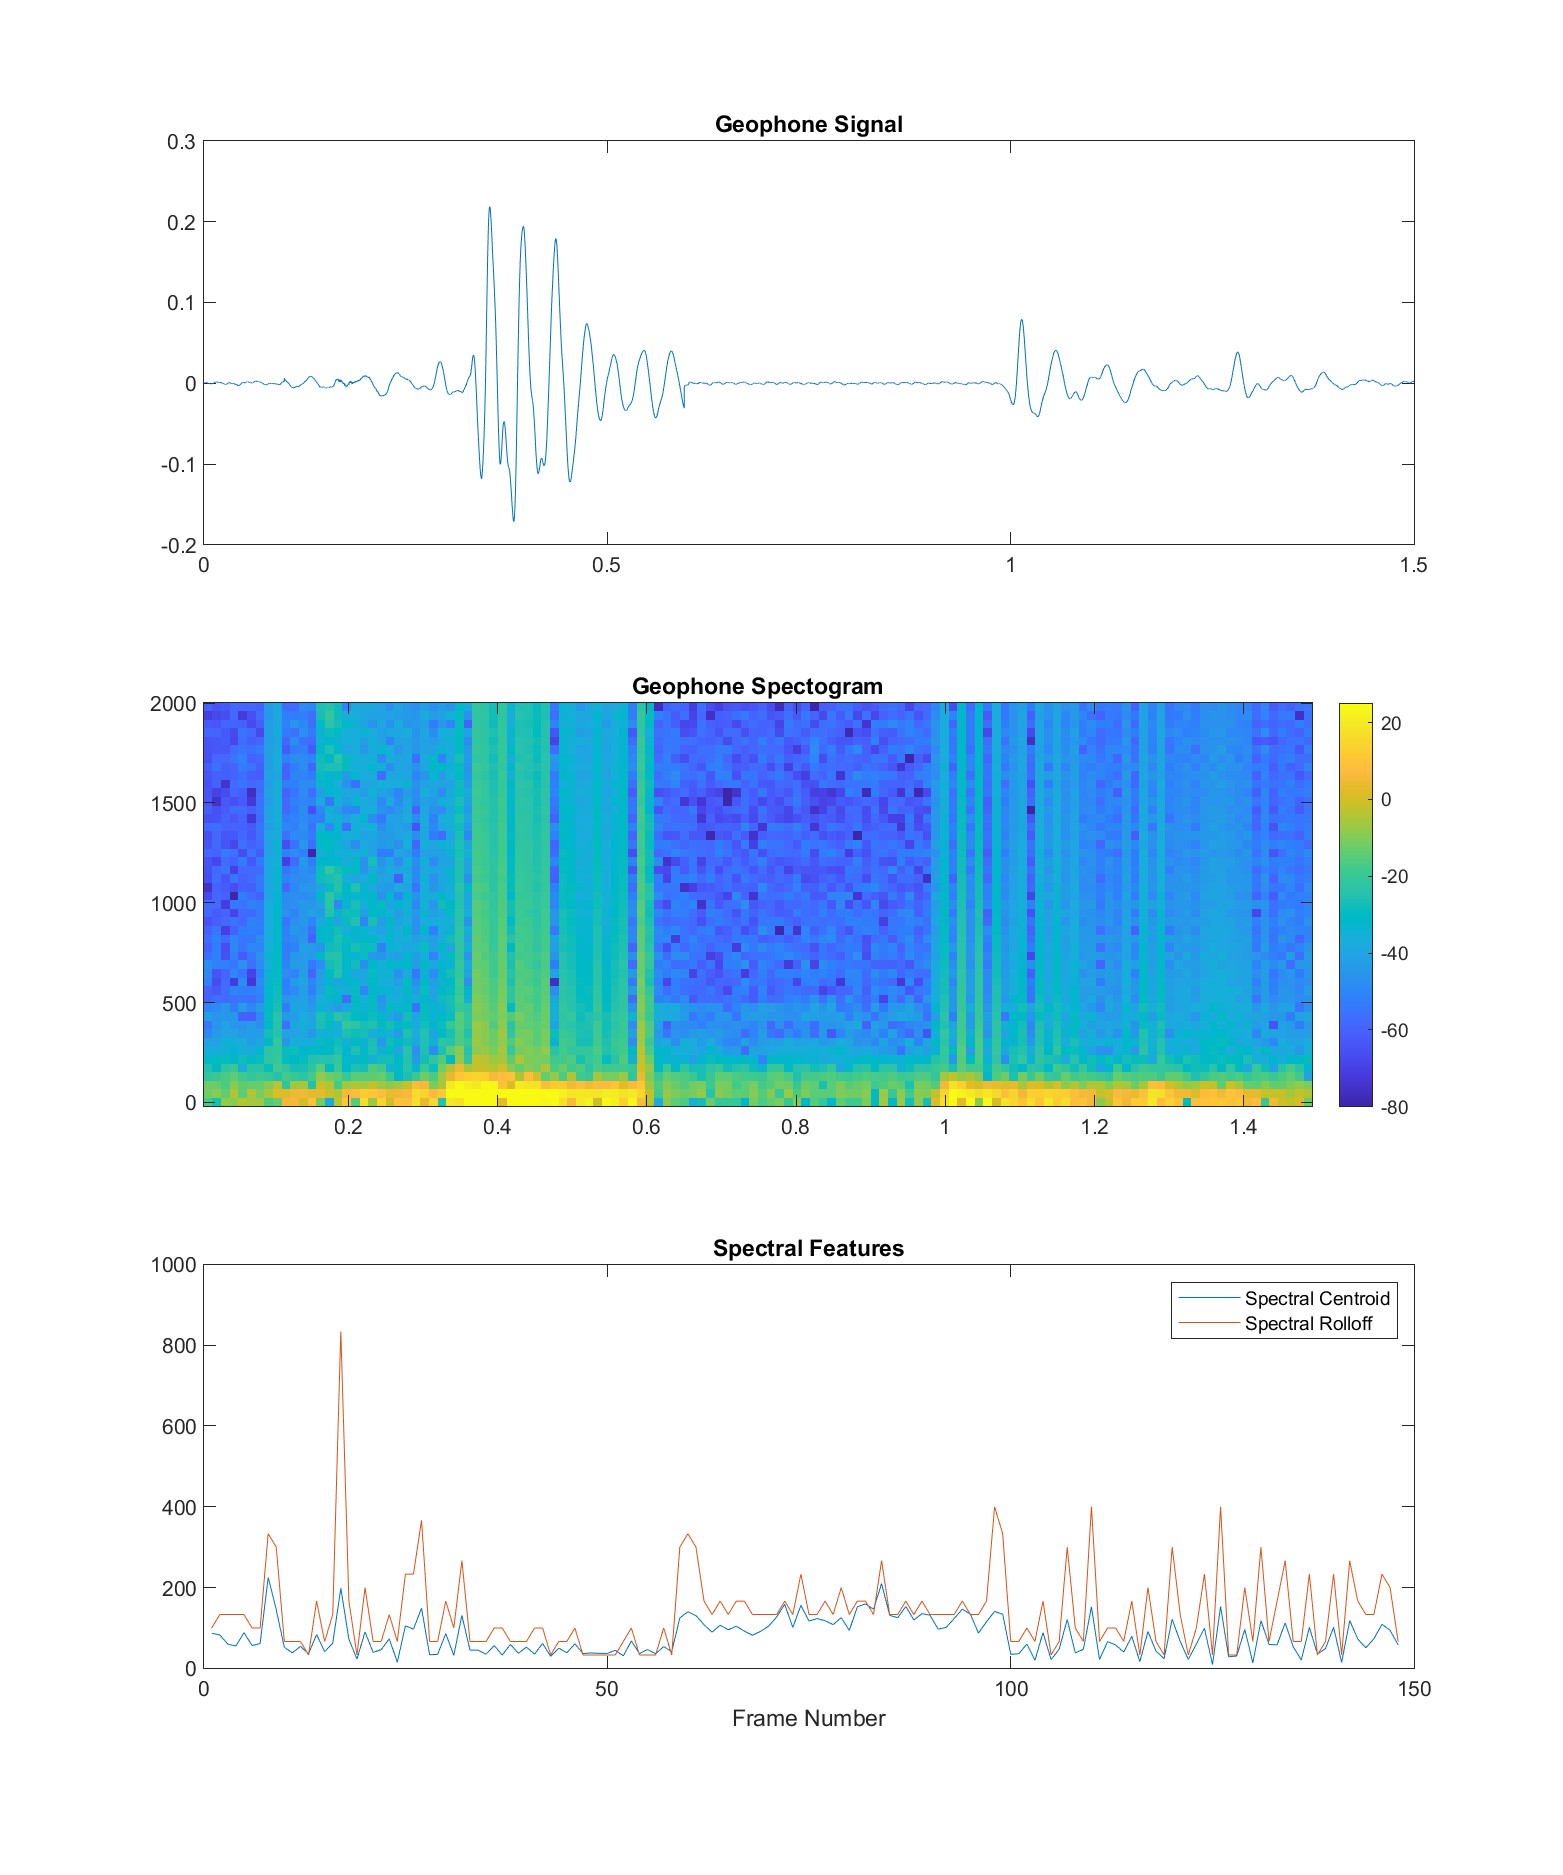 Geophone Signal
0.3
0.2
0.1
0
-0.1
-0.2
0 0.5 1 1.5
Geophone Spectogram
2000
1500
1000
500
0
0.2 0.4 0.6 0.8 1 1.2 1.4
20
0
-20
-40
-60
-80
Spectral Features
1000
800
600
400
200
0
Spectral Centroid
Spectral Rolloff
0 50 100 150
Frame Number